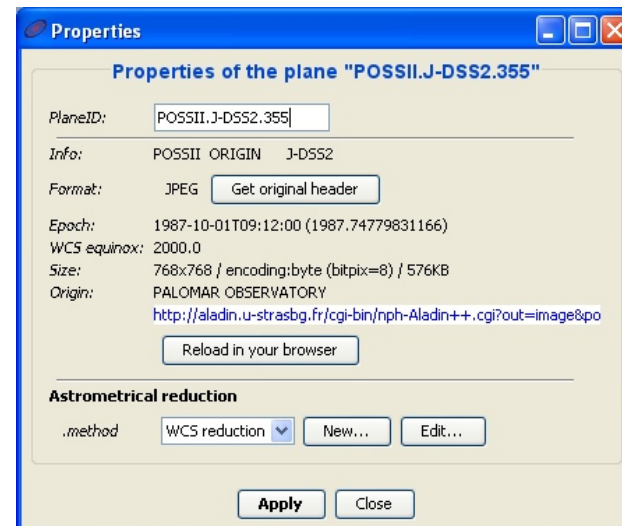 Properties
Properties of the plane "POSSII.J-DSS2.355"
PlaneID: POSSII.J-DSS2.355
Info: POSSII ORIGIN J-DSS2
Format: JPEG Get original header
Epoch: 1987-10-01T09:12:00 (1987.74779831166)
WCS equinox: 2000.0
Size: 768x768 / encoding:byte (bitpix=8) / 576KB
Origin: PALOMAR OBSERVATORY
http://aladin.u-strasbg.fr/cgi-bin/nph-Aladin++.cgi?out=image&po
Reload in your browser
Astrometrical reduction
.method WCS reduction New... Edit...
Apply Close